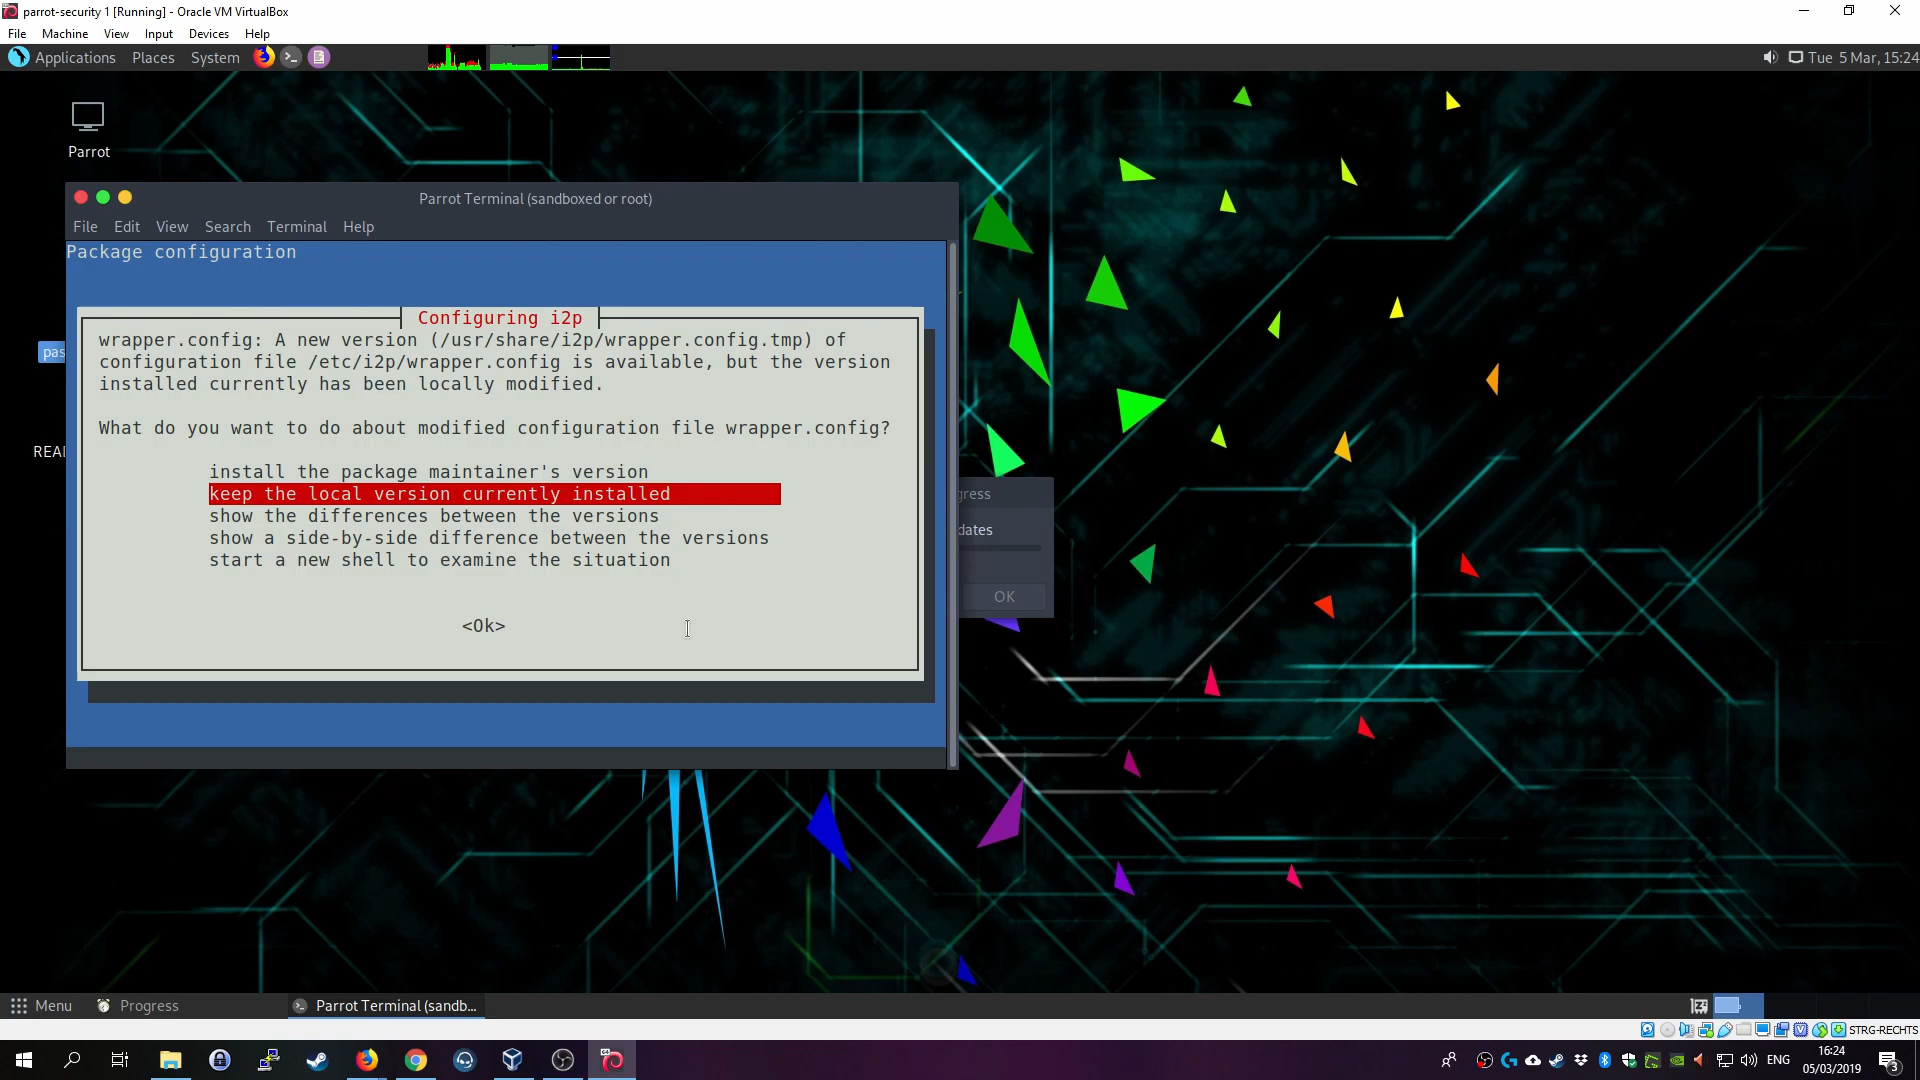 parrot-security 1 [Running] - Oracle VM VirtualBox
File Machine View Input Devices Help
Applications Places System
Tue 5 Mar, 15:24
Parrot
Parrot Terminal (sandboxed or root)
File Edit View Search Terminal Help
Package configuration
Configuring i2p
wrapper.config: A new version (/usr/share/i2p/wrapper.config.tmp) of
configuration file /etc/i2p/wrapper.config is available, but the version
installed currently has been locally modified.
What do you want to do about modified configuration file wrapper.config?
install the package maintainer's version
keep the local version currently installed
show the differences between the versions
show a side-by-side difference between the versions
start a new shell to examine the situation
<Ok>
pas
REA
gress
dates
OK
Menu Progress Parrot Terminal (sandb...
STRG-RECHTS
ENG
16:24
05/03/2019
3